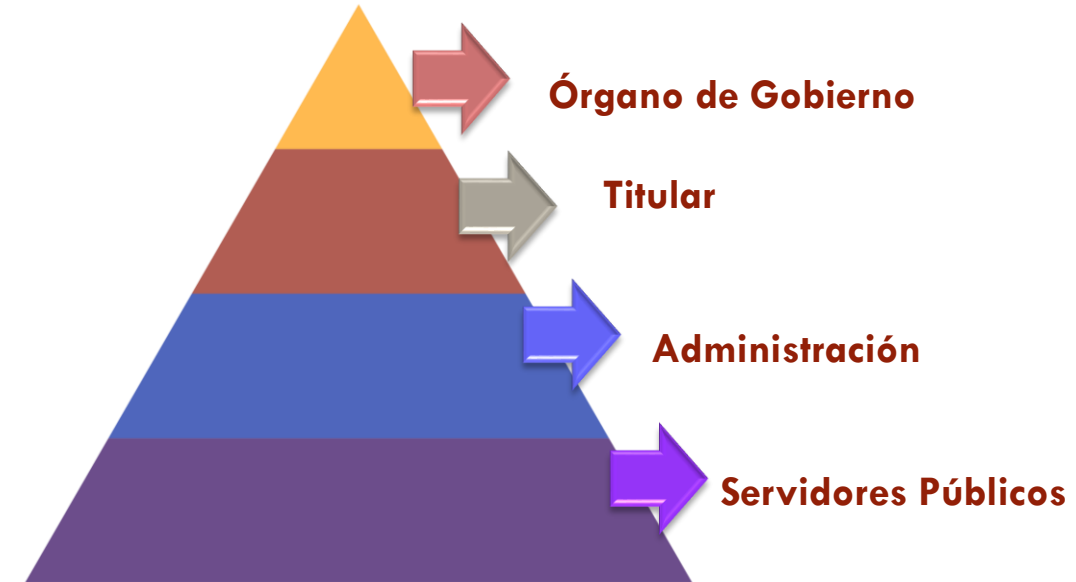 Órgano de Gobierno
Titular
Administración
Servidores Públicos